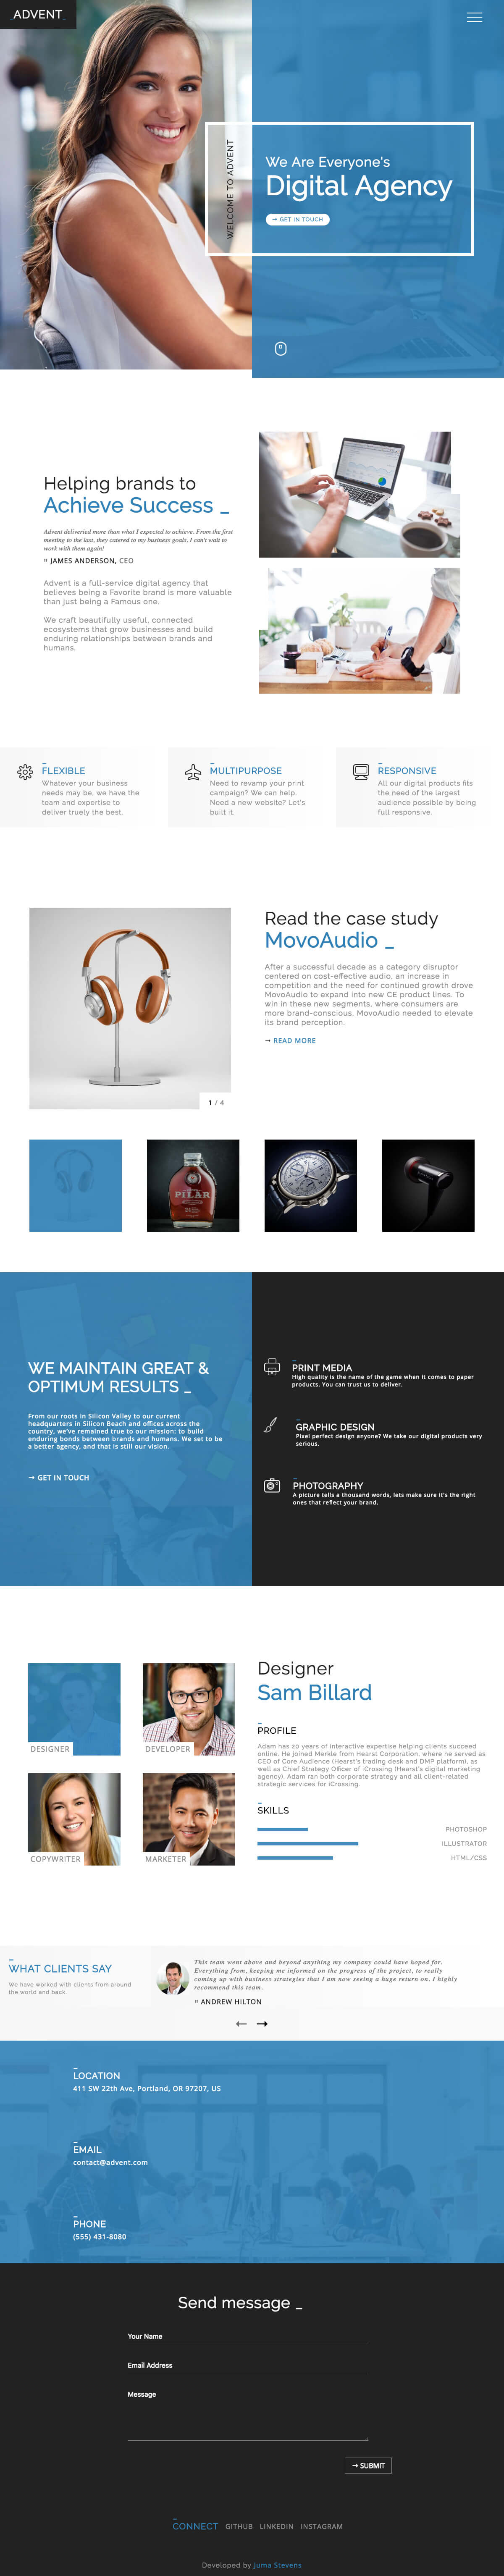 _ADVENT_
WELCOME TO ADVENT
We Are Everyone's
Digital Agency
→ GET IN TOUCH
Helping brands to
Achieve Success _
Advent delivertied more than what I expected to achieve. From the first
meeting to the last, they catered to my business goals. I can't wait to
work with them again!
» JAMES ANDERSON, CEO
Advent is a full-service digital agency that
believes being a Favorite brand is more valuable
than just being a Famous one.
We craft beautifully useful, connected
ecosystems that grow businesses and build
enduring relationships between brands and
humans.
FLEXIBLE
Whatever your business
needs may be, we have the
team and expertise to
deliver truely the best.
MULTIPURPOSE
Need to revamp your print
campaign? We can help.
Need a new website? Let's
built it.
RESPONSIVE
All our digital products fits
the need of the largest
audience possible by being
full responsive.
1 / 4
Read the case study
MovoAudio _
After a successful decade as a category disruptor
centered on cost-effective audio, an increase in
competition and the need for continued growth drove
MovoAudio to expand into new CE product lines. To
win in these new segments, where consumers are
more brand-conscious, MovoAudio needed to elevate
its brand perception.
→ READ MORE
PILAR
WE MAINTAIN GREAT &
OPTIMUM RESULTS _
From our roots in Silicon Valley to our current
headquarters in Silicon Beach and offices across the
country, we've remained true to our mission: to build
enduring bonds between brands and humans. We set to be
a better agency, and that is still our vision.
→ GET IN TOUCH
PRINT MEDIA
High quality is the name of the game when it comes to paper
products. You can trust us to deliver.
GRAPHIC DESIGN
Pixel perfect design anyone? We take our digital products very
serious.
PHOTOGRAPHY
A picture tells a thousand words, lets make sure it's the right
ones that reflect your brand.
DESIGNER
DEVELOPER
COPYWRITER
MARKETER
Designer
Sam Billard
PROFILE
Adam has 20 years of interactive expertise helping clients succeed
online. He joined Merkle from Hearst Corporation, where he served as
CEO of Core Audience (Hearst's trading desk and DMP platform), as
well as Chief Strategy Officer of iCrossing (Hearst's digital marketing
agency). Adam ran both corporate strategy and all client-related
strategic services for iCrossing.
SKILLS
PHOTOSHOP
ILLUSTRATOR
HTML/CSS
WHAT CLIENTS SAY
We have worked with clients from around
the world and back.
This team went above and beyond anything my company could have hoped for.
Everything from, keeping me informed on the progress of the project, to really
coming up with business strategies that I am now seeing a huge return on. I highly
recommend this team.
» ANDREW HILTON
← →
LOCATION
411 SW 22th Ave, Portland, OR 97207, US
EMAIL
contact@advent.com
PHONE
(555) 431-8080
Send message _
Your Name
Email Address
Message
→ SUBMIT
CONNECT GITHUB LINKEDIN INSTAGRAM
Developed by Juma Stevens